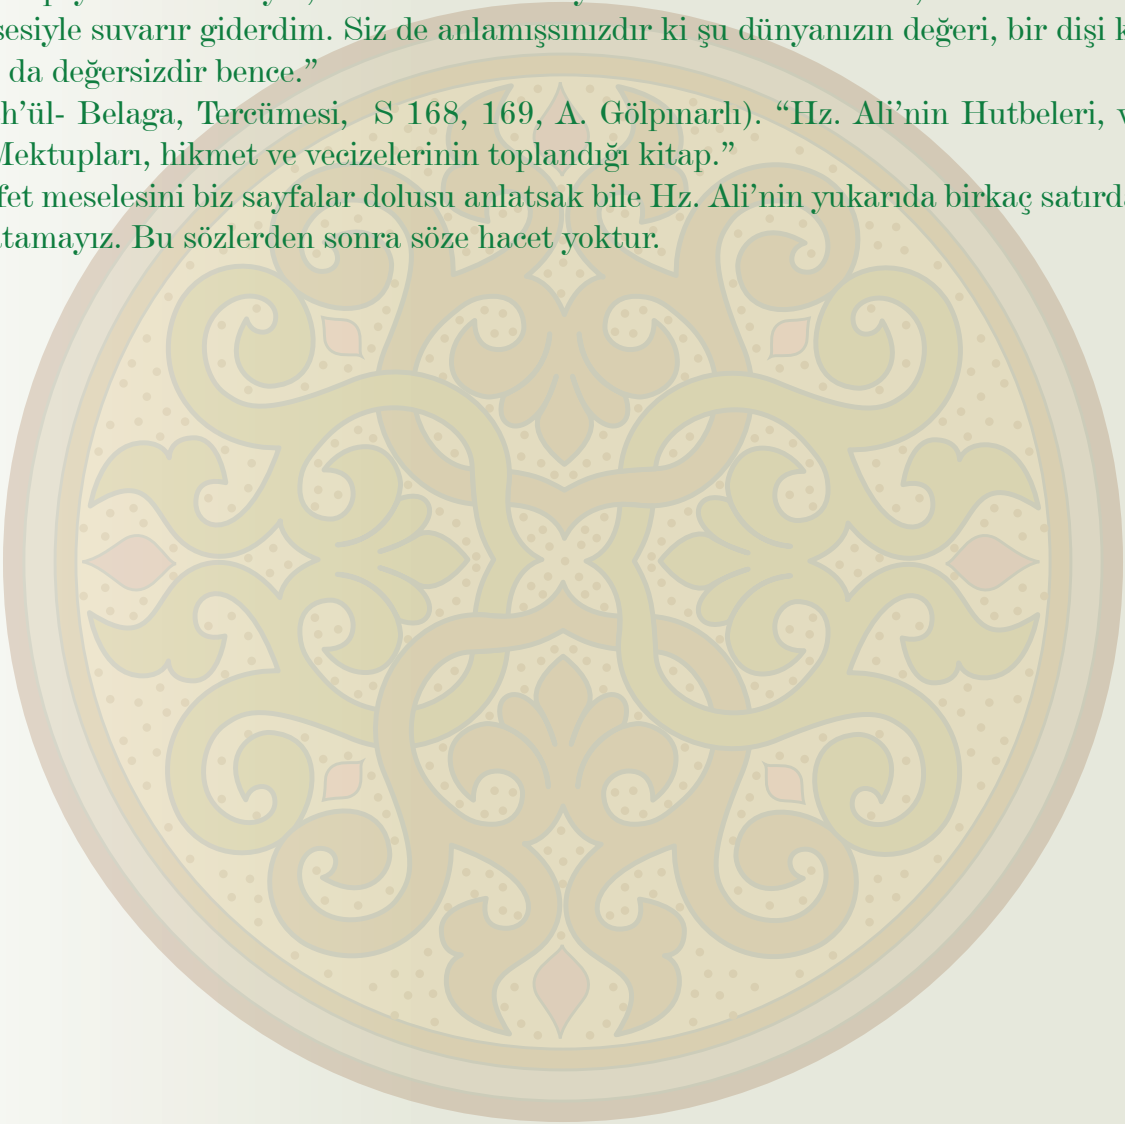 sesiyle suvarır giderdim. Siz de anlamışsınızdır ki şu dünyanızın değeri, bir dişi k
da değersizdir bence.”
h’ül- Belaga, Tercümesi, S 168, 169, A. Gölpınarlı). “Hz. Ali’nin Hutbeleri, v
Mektupları, hikmet ve vecizelerinin toplandığı kitap.”
fet meselesini biz sayfalar dolusu anlatsak bile Hz. Ali’nin yukarıda birkaç satırda
atamayız. Bu sözlerden sonra söze hacet yoktur.